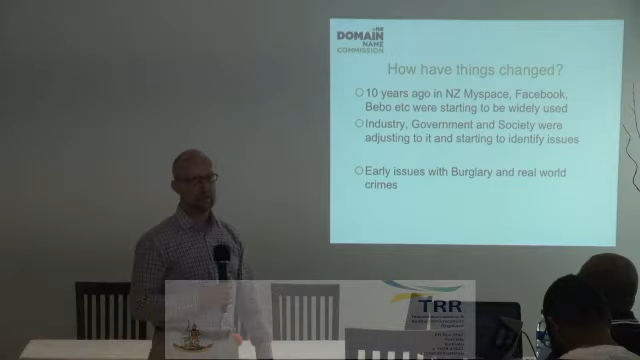 .nz
DOMAIN
NAME
COMMISSION
How have things changed?
10 years ago in NZ Myspace, Facebook,
Bebo etc were starting to be widely used
Industry, Government and Society were
adjusting to it and starting to identify issues
Early issues with Burglary and real world
crimes
TRR